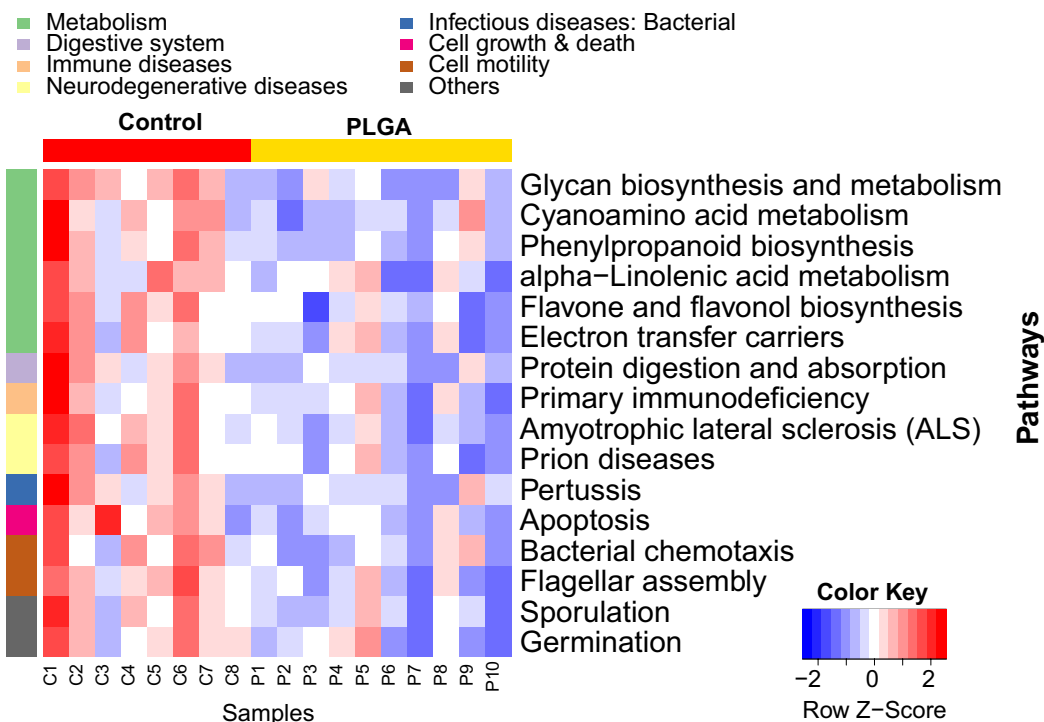 Metabolism
Digestive system
Immune diseases
Neurodegenerative diseases
Infectious diseases: Bacterial
Cell growth & death
Cell motility
Others
Control
PLGA
Glycan biosynthesis and metabolism
Cyanoamino acid metabolism
Phenylpropanoid biosynthesis
alpha−Linolenic acid metabolism
Flavone and flavonol biosynthesis
Electron transfer carriers
Protein digestion and absorption
Primary immunodeficiency
Amyotrophic lateral sclerosis (ALS)
Prion diseases
Pertussis
Apoptosis
Bacterial chemotaxis
Flagellar assembly
Sporulation
Germination
Pathways
C1 C2 C3 C4 C5 C6 C7 C8 P1 P2 P3 P4 P5 P6 P7 P8 P9 P10
Samples
Color Key
−2 0 2
Row Z−Score